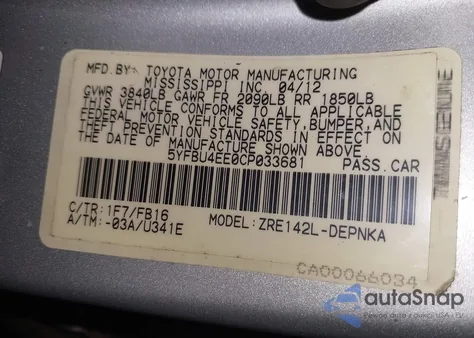 MFD.BY: TOYOTA MOTOR MANUFACTURING
MISSISSIPPI INC. 04/12
GVWR 3840LB GAWR FR 2090LB RR 1850LB
THIS VEHICLE CONFORMS TO ALL APPLICABLE
FEDERAL MOTOR VEHICLE SAFETY,BUMPER,AND
THEFT PREVENTION STANDARDS IN EFFECT ON
THE DATE OF MANUFACTURE SHOWN ABOVE.
5YFBU4EE0CP033681 PASS.CAR
C/TR:1F7/FB16
A/TM:-03A/U341E MODEL:ZRE142L-DEPNKA
CA00066034
autoSnap